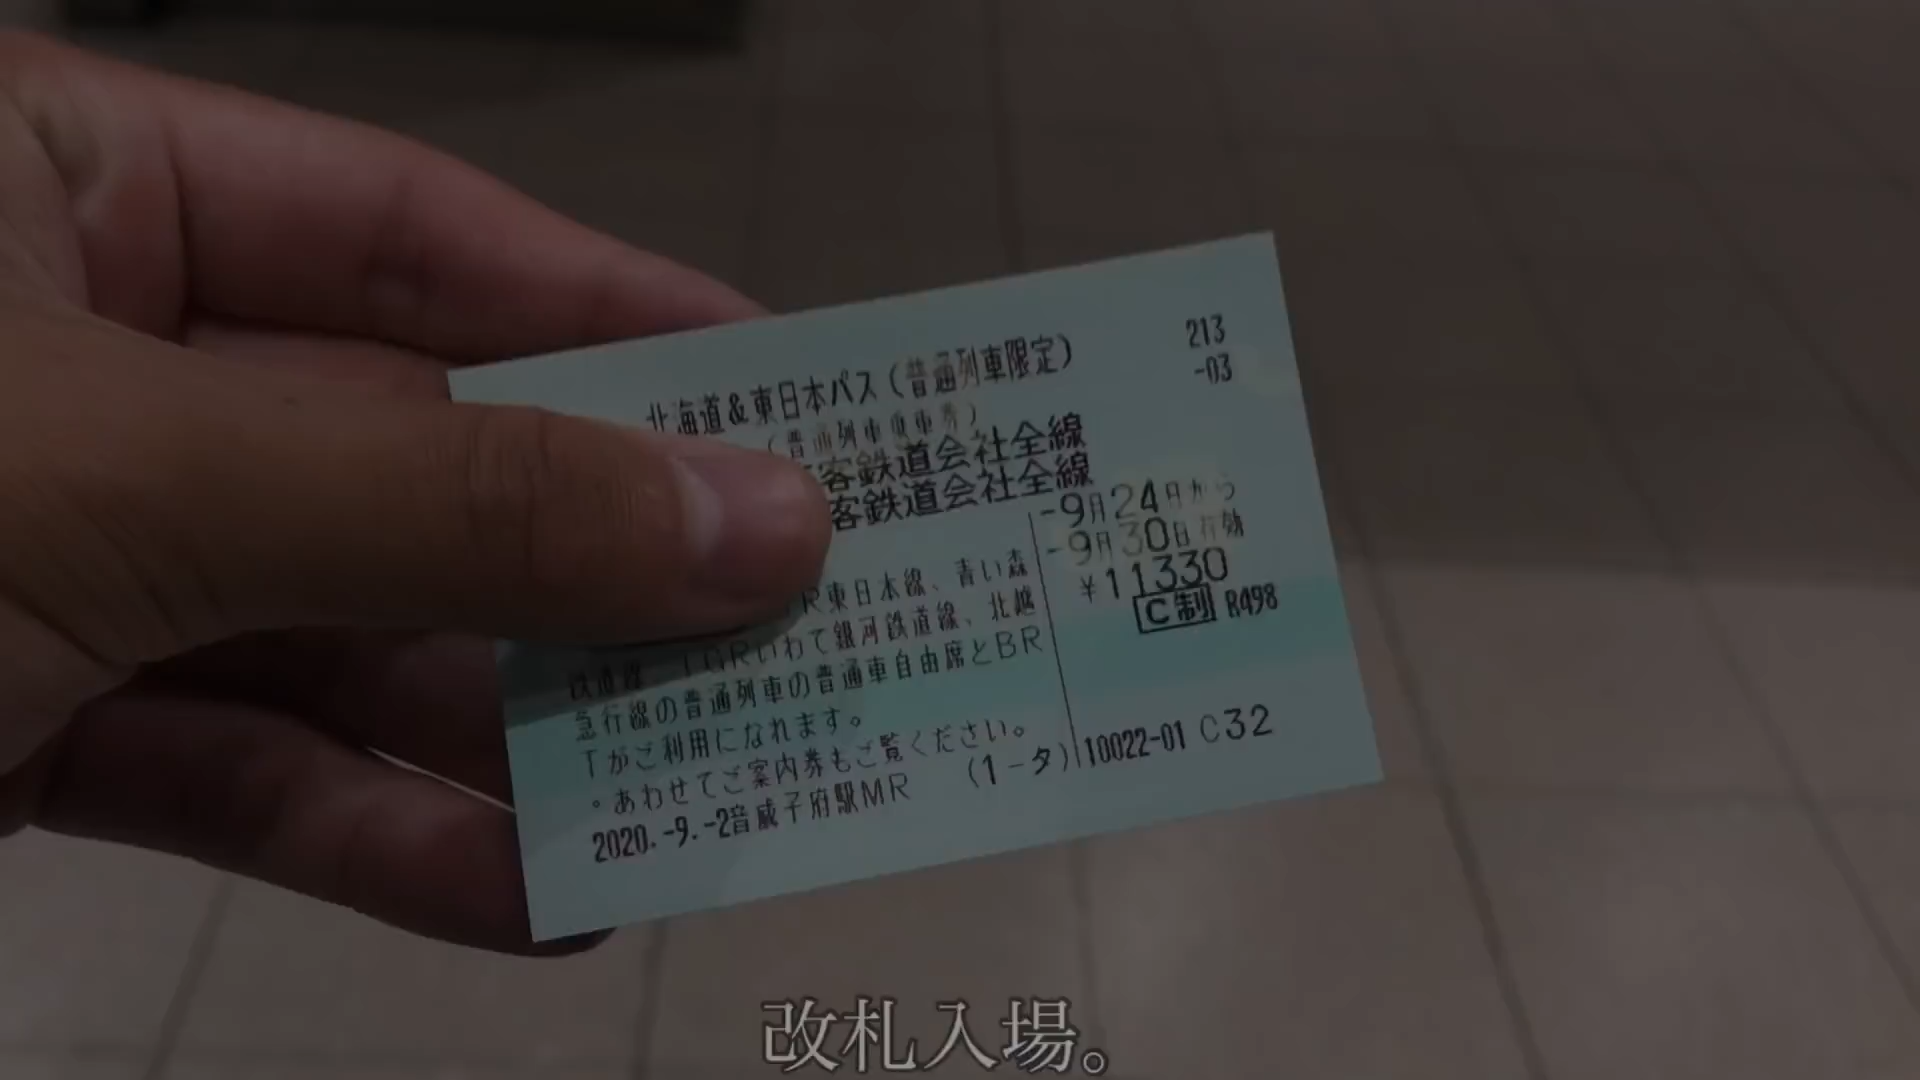 北海道&東日本パス(普通列車限定)
213
-03
(普通列車乗車券)
客鉄道会社全線
客鉄道会社全線
-9月24日から
-9月30日有効
¥11330
C制 R498
R東日本線、青い森
鉄道線、IGRいわて銀河鉄道線、北越
急行線の普通列車の普通車自由席とBR
Tがご利用になれます。
。あわせてご案内券もご覧ください。
2020.-9.-2音威子府駅MR (1-タ)
10022-01 C32
改札入場。